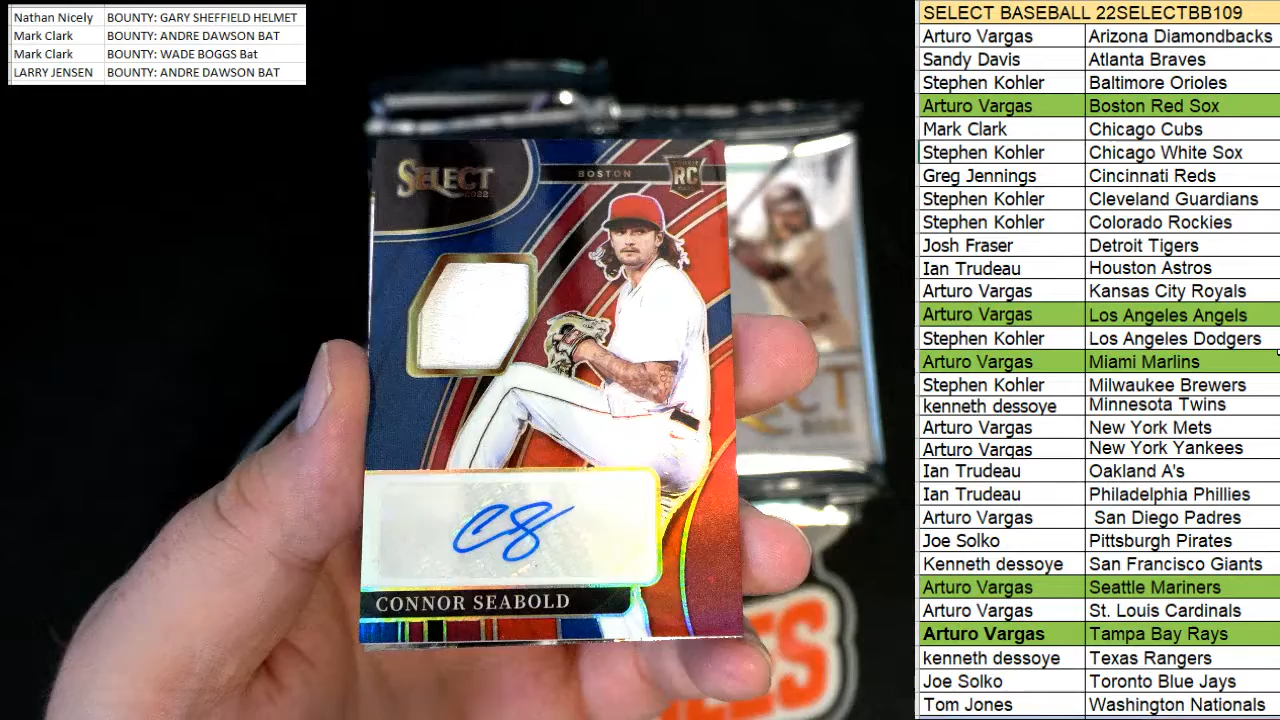 Nathan Nicely BOUNTY: GARY SHEFFIELD HELMET
Mark Clark BOUNTY: ANDRE DAWSON BAT
Mark Clark BOUNTY: WADE BOGGS Bat
LARRY JENSEN BOUNTY: ANDRE DAWSON BAT
SELECT
2022
BOSTON
RC
CONNOR SEABOLD
SELECT BASEBALL 22SELECTBB109
Arturo Vargas Arizona Diamondbacks
Sandy Davis Atlanta Braves
Stephen Kohler Baltimore Orioles
Arturo Vargas Boston Red Sox
Mark Clark Chicago Cubs
Stephen Kohler Chicago White Sox
Greg Jennings Cincinnati Reds
Stephen Kohler Cleveland Guardians
Stephen Kohler Colorado Rockies
Josh Fraser Detroit Tigers
Ian Trudeau Houston Astros
Arturo Vargas Kansas City Royals
Arturo Vargas Los Angeles Angels
Stephen Kohler Los Angeles Dodgers
Arturo Vargas Miami Marlins
Stephen Kohler Milwaukee Brewers
kenneth dessoye Minnesota Twins
Arturo Vargas New York Mets
Arturo Vargas New York Yankees
Ian Trudeau Oakland A's
Ian Trudeau Philadelphia Phillies
Arturo Vargas San Diego Padres
Joe Solko Pittsburgh Pirates
Kenneth dessoye San Francisco Giants
Arturo Vargas Seattle Mariners
Arturo Vargas St. Louis Cardinals
Arturo Vargas Tampa Bay Rays
kenneth dessoye Texas Rangers
Joe Solko Toronto Blue Jays
Tom Jones Washington Nationals